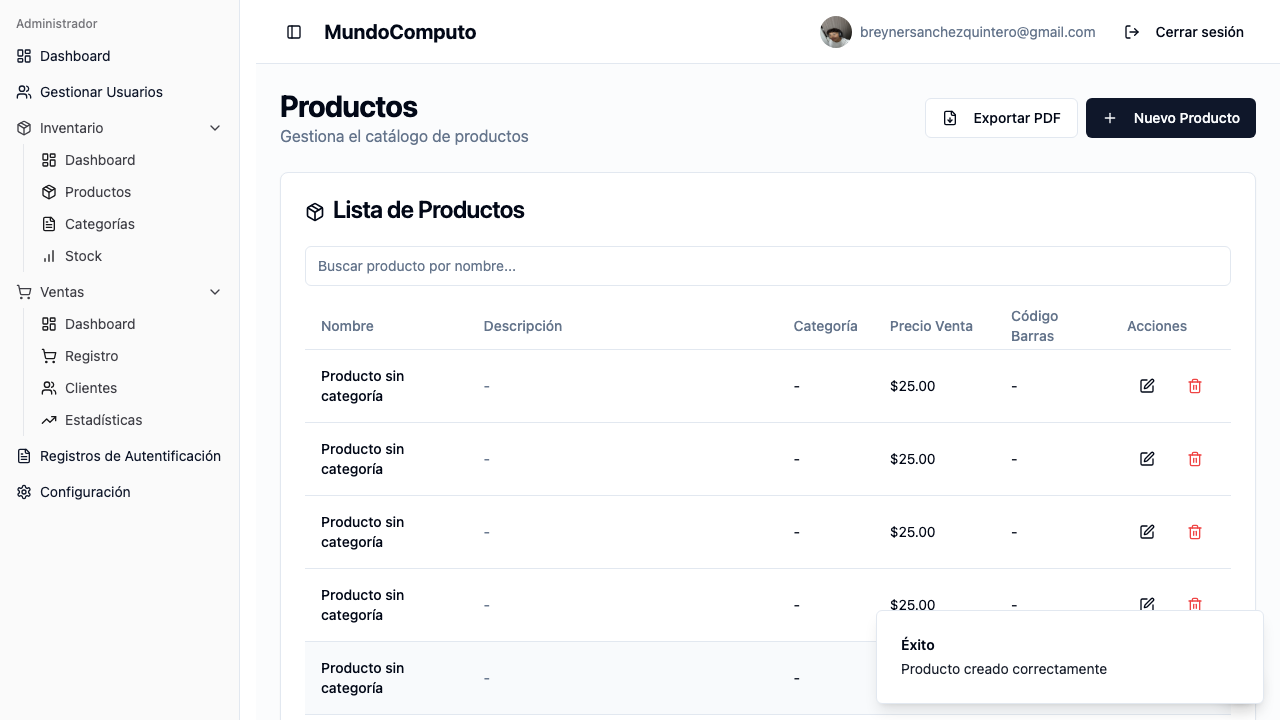 Administrador
Dashboard
Gestionar Usuarios
Inventario
Dashboard
Productos
Categorías
Stock
Ventas
Dashboard
Registro
Clientes
Estadísticas
Registros de Autentificación
Configuración
MundoComputo
breynersanchezquintero@gmail.com
Cerrar sesión
Productos
Gestiona el catálogo de productos
Exportar PDF
Nuevo Producto
Lista de Productos
Buscar producto por nombre...
Nombre Descripción Categoría Precio Venta Código
Barras Acciones
Producto sin
categoría - - $25.00 -
Producto sin
categoría - - $25.00 -
Producto sin
categoría - - $25.00 -
Producto sin
categoría - - $25.00 -
Producto sin
categoría - -
Éxito
Producto creado correctamente